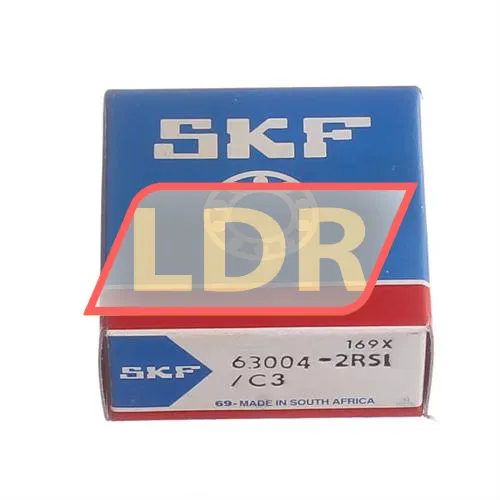 SKF
LDR
169X
SKF
63004-2RS1
/C3
69-MADE IN SOUTH AFRICA